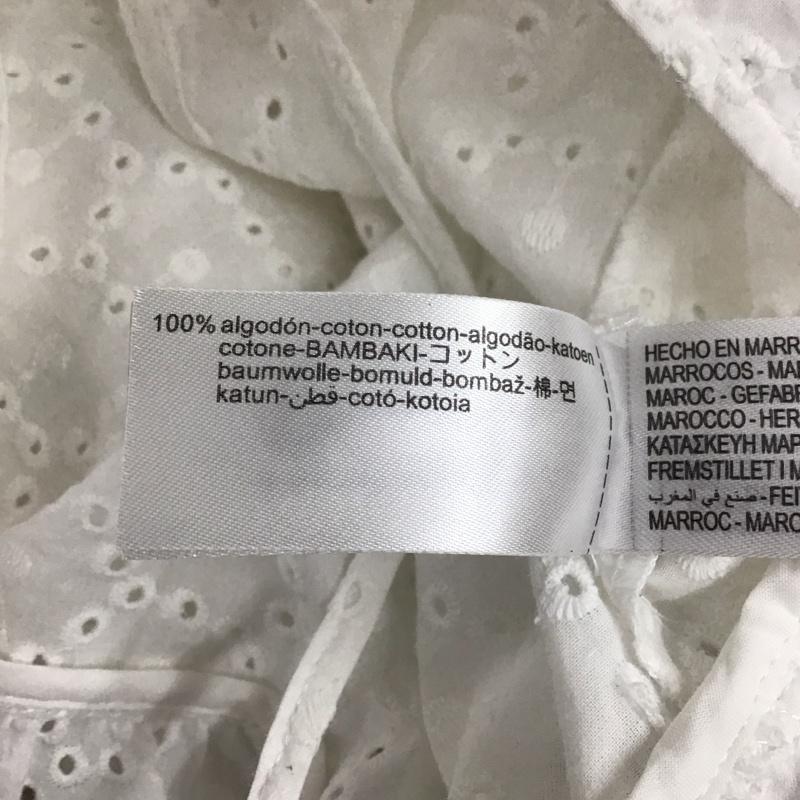 100% algodón-coton-cotton-algodão-katoen
cotone-BAMBAKI-コットン
baumwolle-bomuld-bombaž-棉-면
katun-قطن-cotó-kotoia
HECHO EN MARR
MARROCOS - MA
MAROC - GEFAB
MAROCCO - HER
ΚΑΤΑΣΚΕΥΗ ΜΑΡ
FREMSTILLET I M
صنع في المغرب - FEI
MARROC - MARO